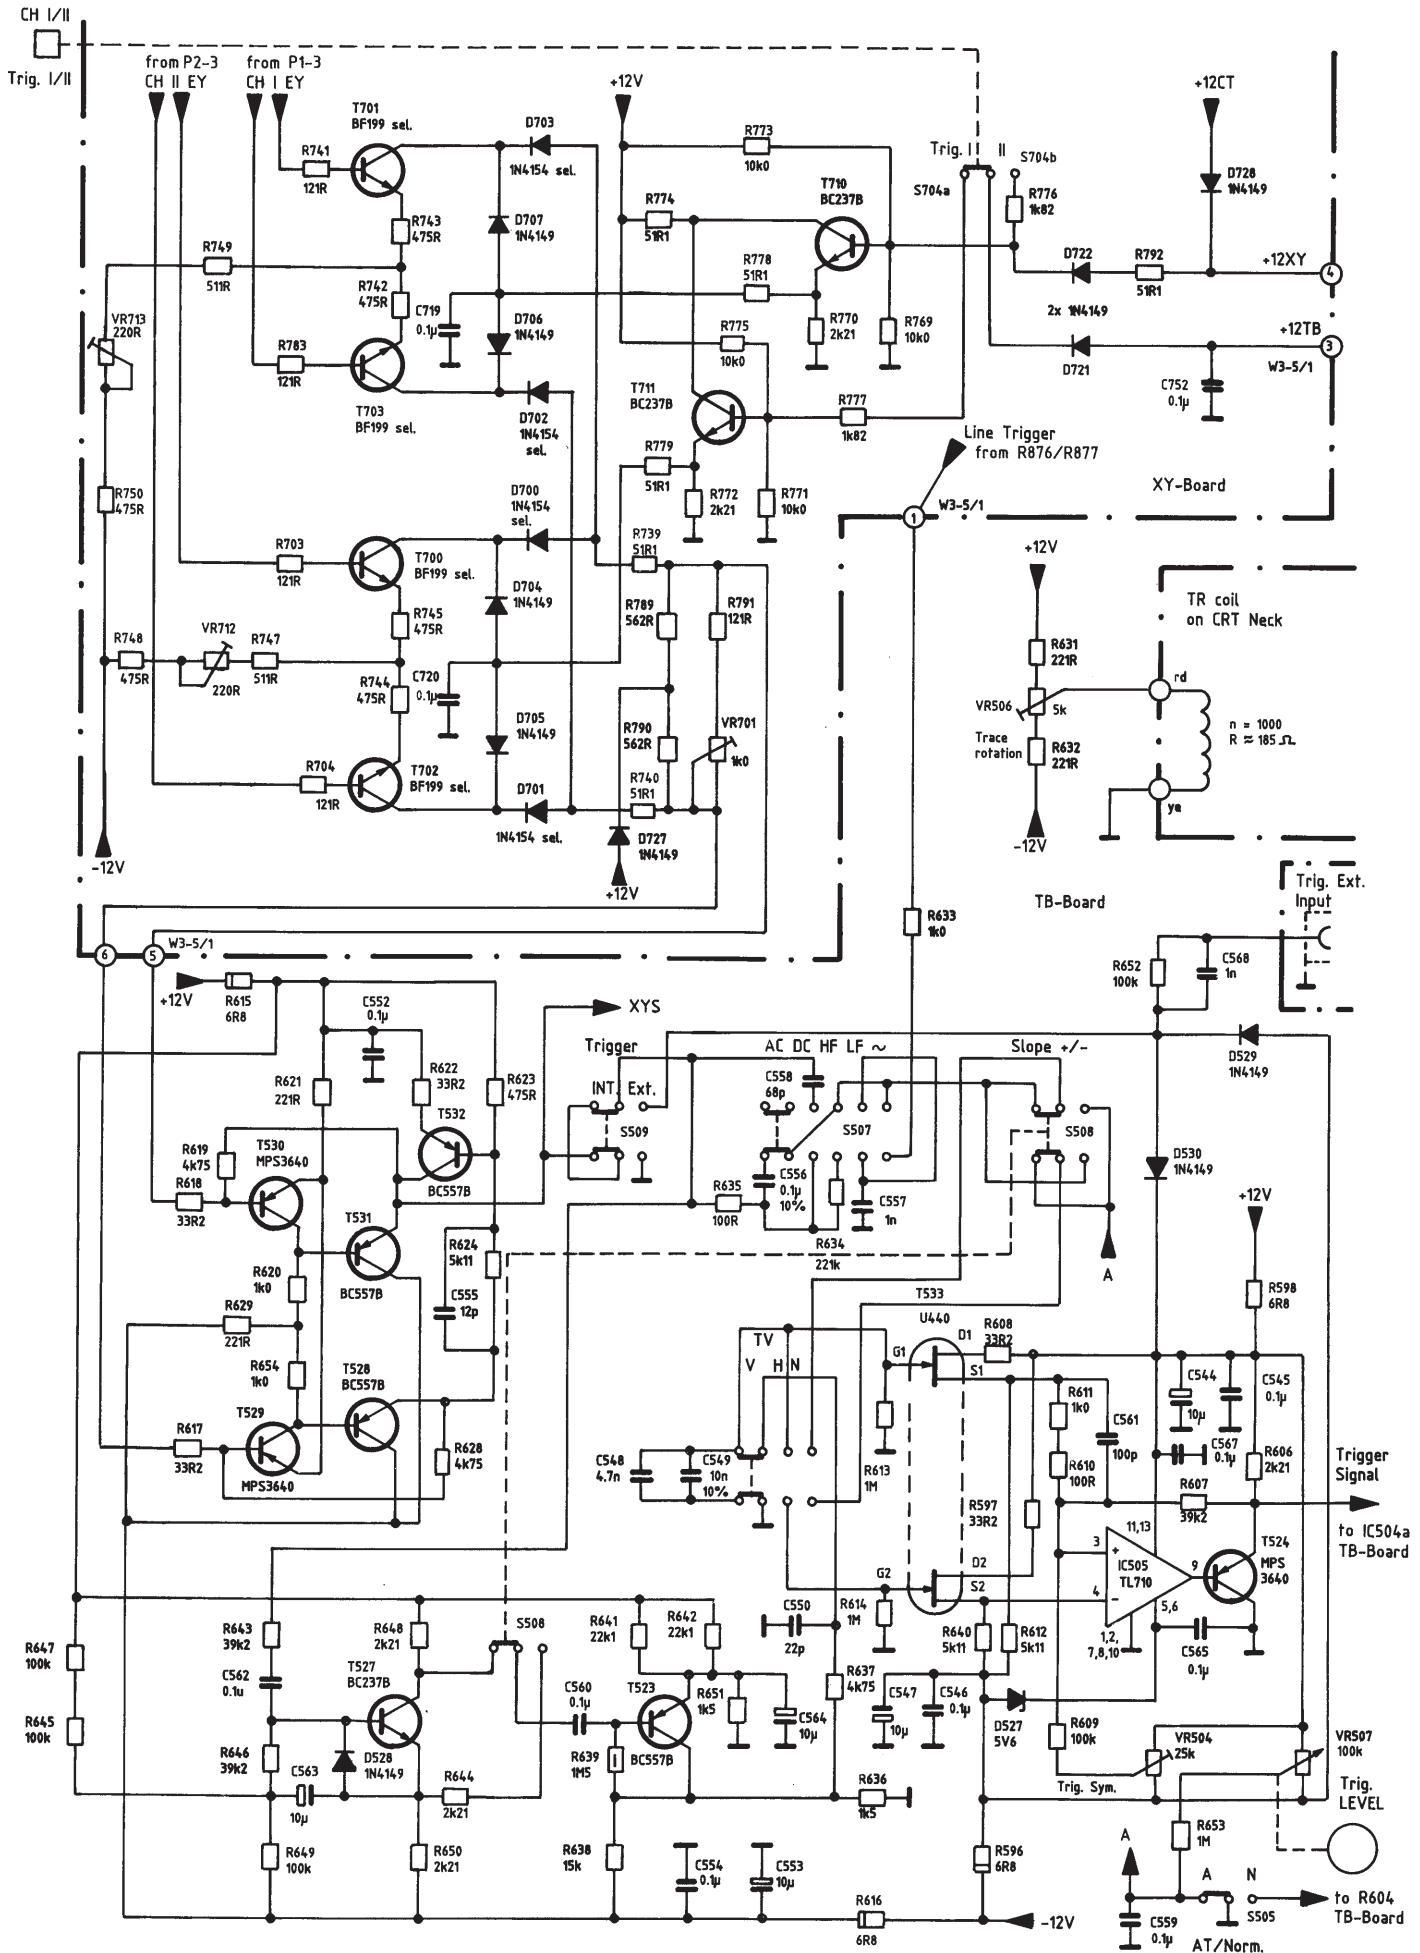 CH I/II
Trig. I/II
from P2-3
CH II EY
from P1-3
CH I EY
T701
BF199 sel.
R741
121R
D703
1N4154 sel.
+12V
R773
10k0
Trig. I II
S704b
S704a
+12CT
D728
1N4149
R743
475R
D707
1N4149
R774
51R1
T710
BC237B
R776
1k82
R749
511R
R742
475R
C719
0.1µ
D706
1N4149
R778
51R1
D722
R792
51R1
+12XY
4
2x 1N4149
VR713
220R
R783
121R
R775
10k0
R770
2k21
R769
10k0
+12TB
3
W3-5/1
D721
C752
0.1µ
T703
BF199 sel.
D702
1N4154
sel.
T711
BC237B
R777
1k82
Line Trigger
from R876/R877
R779
51R1
R772
2k21
R771
10k0
XY-Board
R750
475R
D700
1N4154
sel.
1
W3-5/1
R703
121R
T700
BF199 sel.
R739
51R1
+12V
D704
1N4149
R789
562R
R791
121R
TR coil
on CRT Neck
R745
475R
R748
475R
VR712
220R
R747
511R
R631
221R
R744
475R
C720
0.1µ
rd
VR506
5k
n = 1000
R ≈ 185 Ω
D705
1N4149
R790
562R
VR701
1k0
Trace
rotation
R632
221R
R704
121R
T702
BF199 sel.
D701
1N4154 sel.
R740
51R1
ye
D727
1N4149
-12V
-12V
+12V
Trig. Ext.
Input
TB-Board
R633
1k0
6
5
W3-5/1
R652
100k
C568
1n
+12V
R615
6R8
C552
0.1µ
XYS
Trigger
AC DC HF LF ~
Slope +/-
D529
1N4149
R621
221R
R622
33R2
R623
475R
INT. Ext.
C558
68p
S509
S507
S508
T532
BC557B
R619
4k75
T530
MPS3640
R618
33R2
D530
1N4149
R635
100R
C556
0.1µ
10%
C557
1n
+12V
T531
BC557B
R624
5k11
R634
221k
A
R620
1k0
C555
12p
R598
6R8
R629
221R
T533
U440
TV
V H N
D1
R608
33R2
G1
S1
R654
1k0
T528
BC557B
R611
1k0
C561
100p
C544
10µ
C545
0.1µ
T529
MPS3640
R617
33R2
R628
4k75
C548
4.7n
C549
10n
10%
R613
1M
R610
100R
C567
0.1µ
R606
2k21
Trigger
Signal
R597
33R2
R607
39k2
to IC504a
TB-Board
11,13
3
+
IC505
TL710
9
T524
MPS
3640
D2
G2
S2
4
-
5,6
1,2,
7,8,10
C550
22p
R614
1M
R640
5k11
R612
5k11
C565
0.1µ
R643
39k2
R648
2k21
S508
R641
22k1
R642
22k1
R647
100k
C562
0.1u
T527
BC237B
C560
0.1µ
T523
BC557B
R651
1k5
C564
10µ
R637
4k75
C547
10µ
C546
0.1µ
D527
5V6
R645
100k
R646
39k2
D528
1N4149
R639
1M5
R609
100k
VR504
25k
VR507
100k
C563
10µ
R644
2k21
R636
1k5
Trig. Sym.
Trig.
LEVEL
R649
100k
R650
2k21
R638
15k
C554
0.1µ
C553
10µ
R596
6R8
A
R653
1M
A
N
S505
to R604
TB-Board
R616
6R8
-12V
C559
0.1µ
AT/Norm.